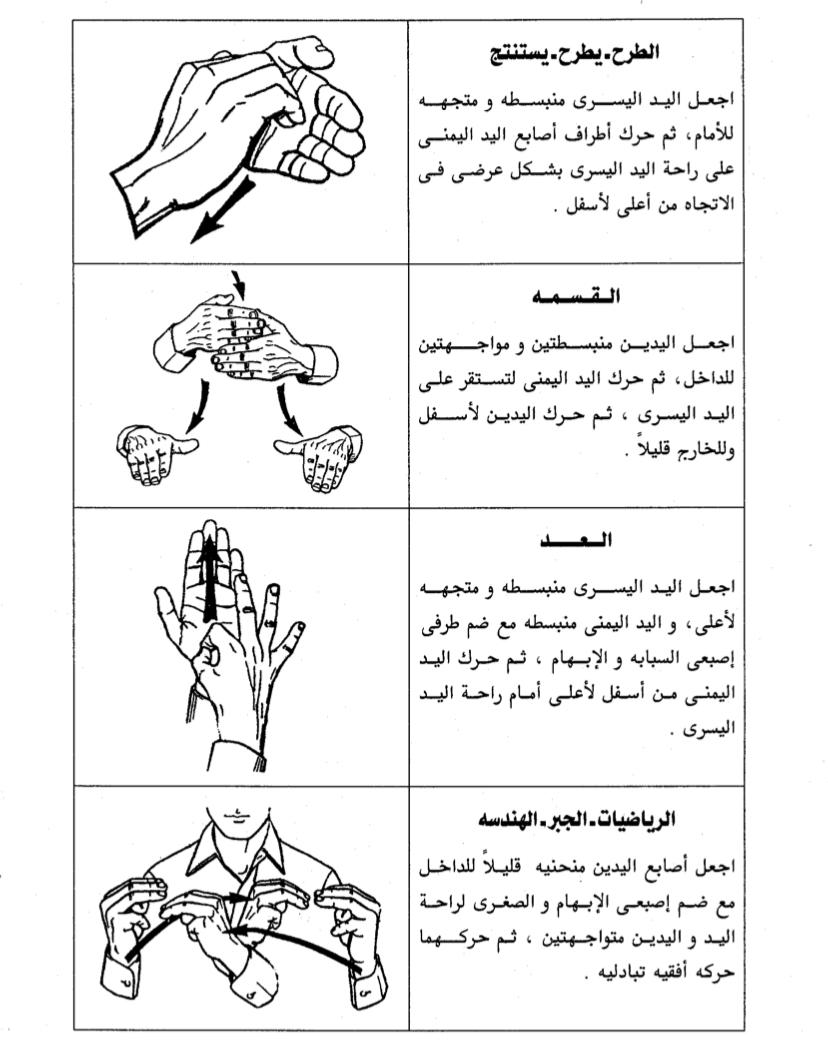 الطرح-يطرح-يستنتج
اجعل اليد اليسرى منبسطه و متجهه
للأمام، ثم حرك أطراف أصابع اليد اليمنى
على راحة اليد اليسرى بشكل عرضى فى
الاتجاه من أعلى لأسفل .
القسمه
اجعل اليدين منبسطتين و مواجهتين
للداخل، ثم حرك اليد اليمنى لتستقر على
اليد اليسرى ، ثم حرك اليدين لأسفل
وللخارج قليلاً .
العد
اجعل اليد اليسرى منبسطه و متجهه
لأعلى، و اليد اليمنى منبسطه مع ضم طرفى
إصبعى السبابه و الإبهام ، ثم حرك اليد
اليمنى من أسفل لأعلى أمام راحة اليد
اليسرى .
الرياضيات-الجبر-الهندسه
اجعل أصابع اليدين منحنيه قليلاً للداخل
مع ضم إصبعى الإبهام و الصغرى لراحة
اليد و اليدين متواجهتين ، ثم حركهما
حركه أفقيه تبادليه .